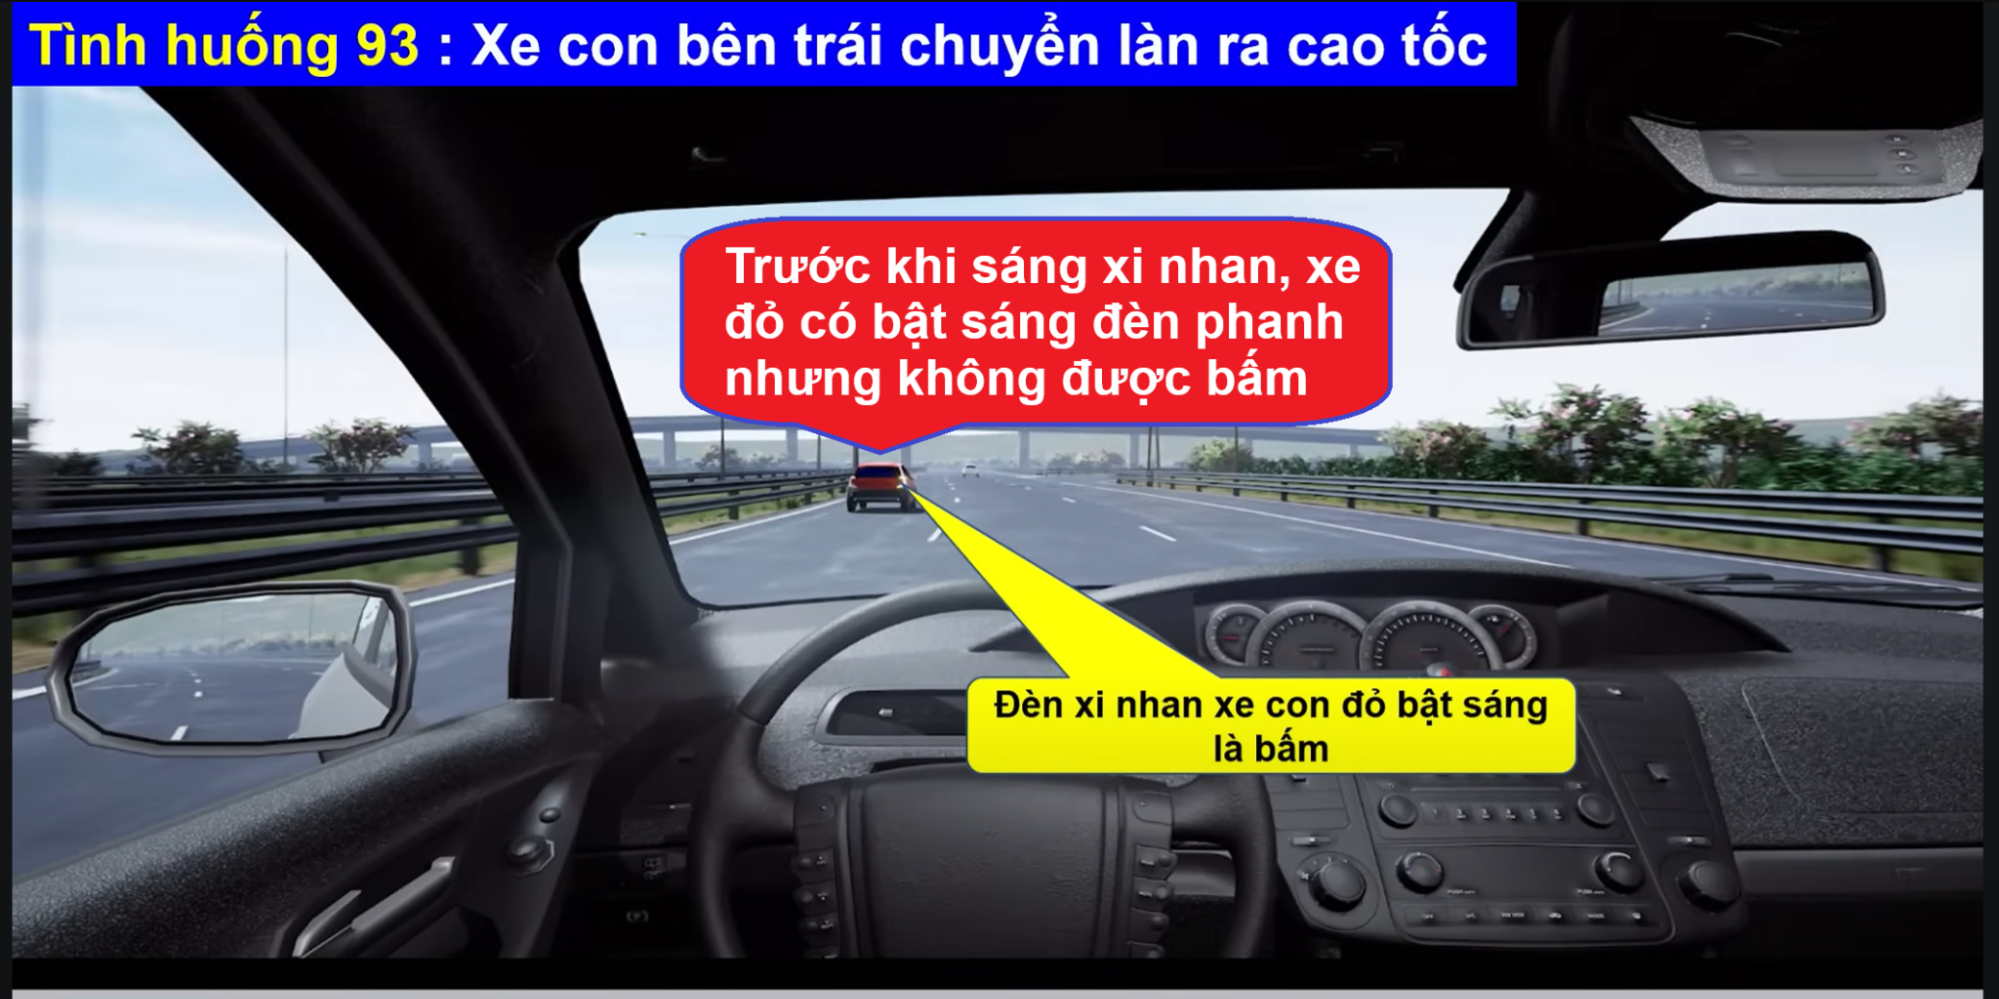 Tình huống 93 : Xe con bên trái chuyển làn ra cao tốc
Trước khi sáng xi nhan, xe
đỏ có bật sáng đèn phanh
nhưng không được bấm
Đèn xi nhan xe con đỏ bật sáng
là bấm